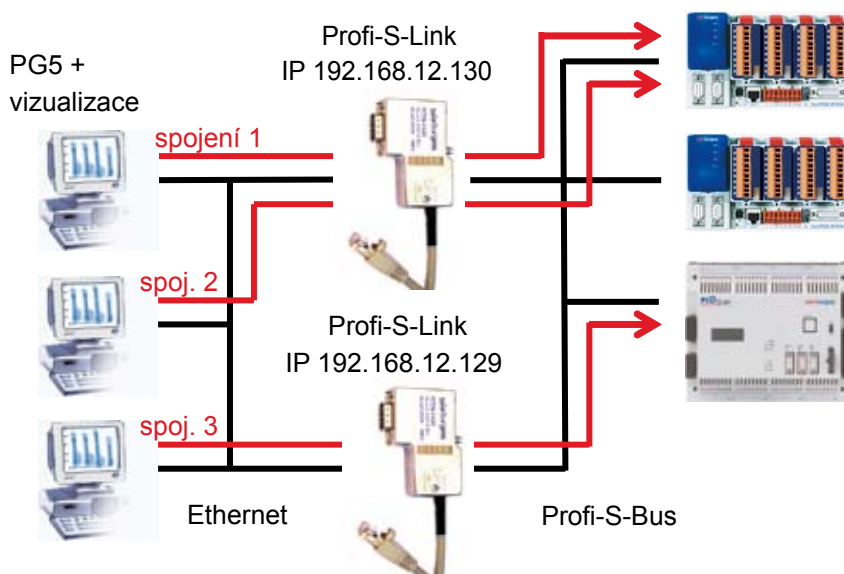 PG5 +
vizualizace
Profi-S-Link
IP 192.168.12.130
spojení 1
spoj. 2
Profi-S-Link
IP 192.168.12.129
spoj. 3
Ethernet
Profi-S-Bus